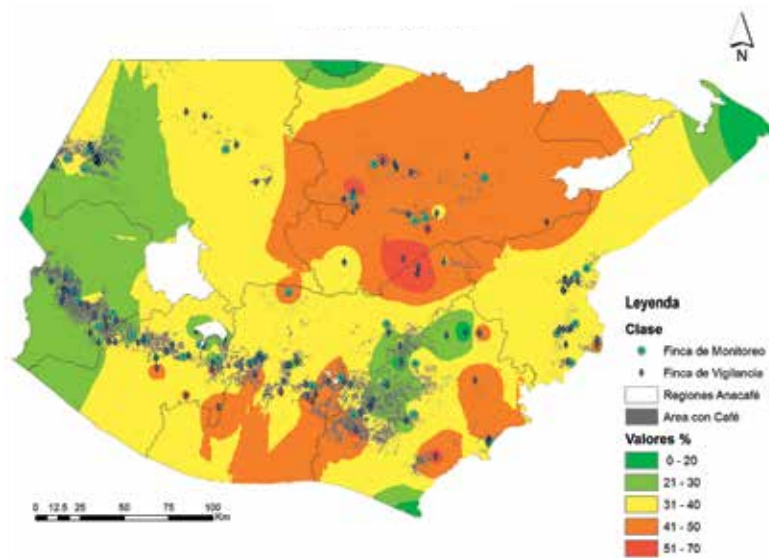 N
Leyenda
Clase
Finca de Monitoreo
Finca de Vigilancia
Regiones Anacafé
Area con Café
Valores %
0 - 20
21 - 30
31 - 40
41 - 50
51 - 70
0 12.5 25 50 75 100
Km